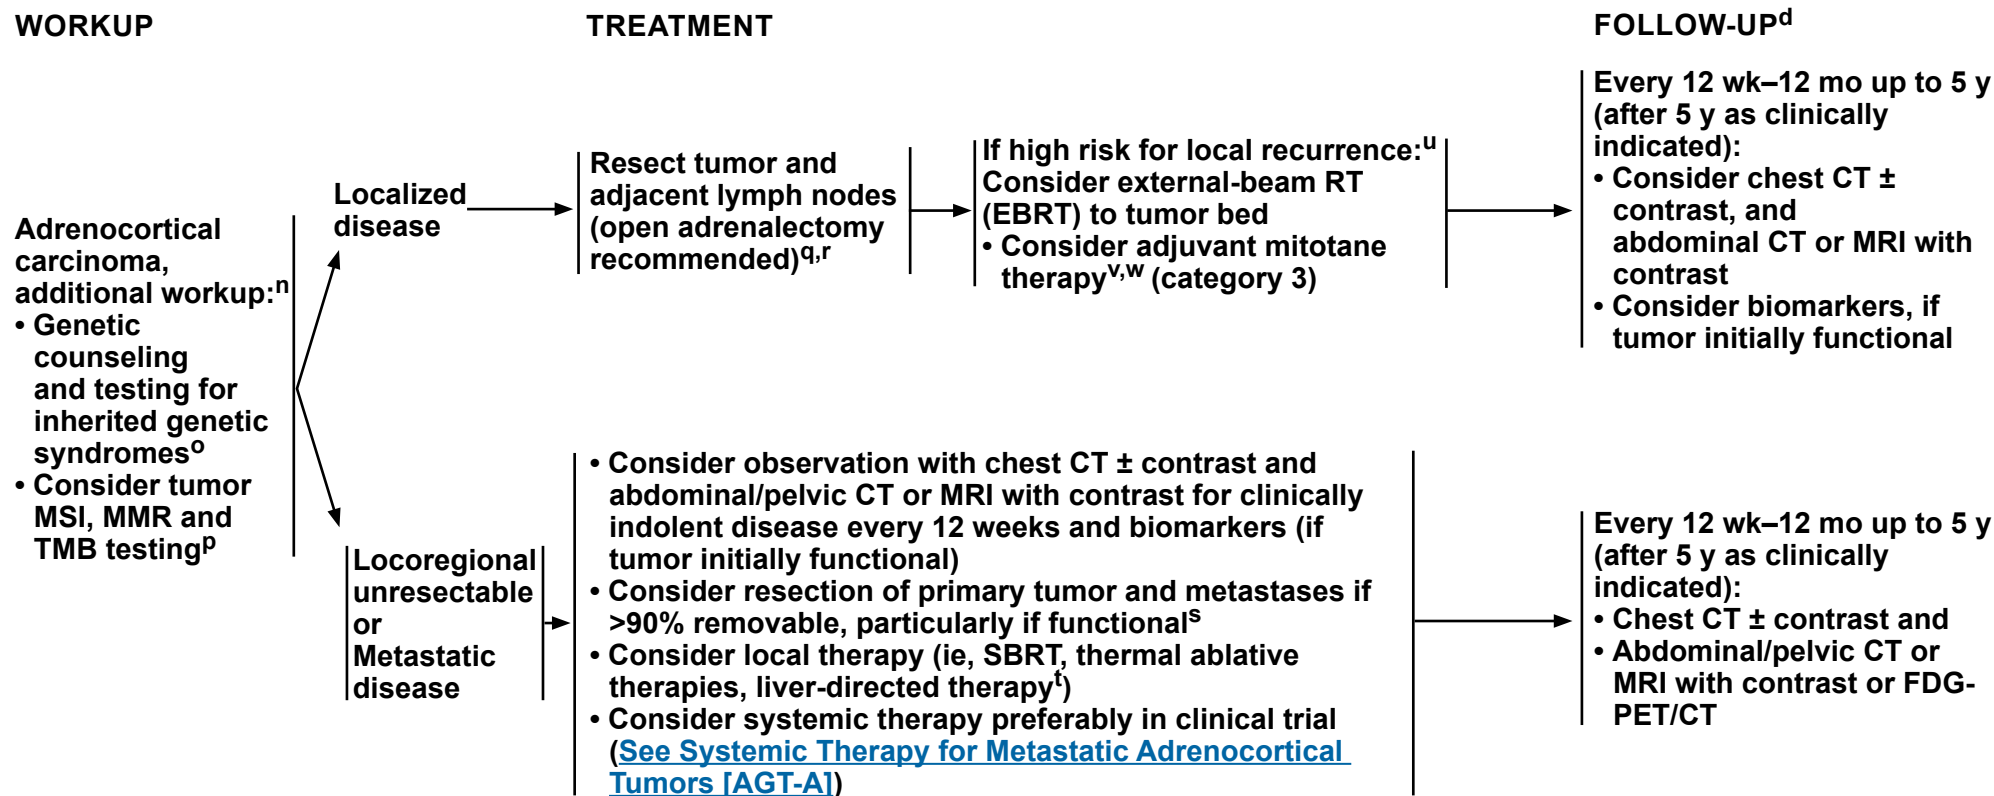 WORKUP
TREATMENT
FOLLOW-UPd
Adrenocortical
carcinoma,
additional workup:n
• Genetic
counseling
and testing for
inherited genetic
syndromeso
• Consider tumor
MSI, MMR and
TMB testingp
Localized
disease
Resect tumor and
adjacent lymph nodes
(open adrenalectomy
recommended)q,r
If high risk for local recurrence:u
Consider external-beam RT
(EBRT) to tumor bed
• Consider adjuvant mitotane
therapyv,w (category 3)
Every 12 wk–12 mo up to 5 y
(after 5 y as clinically
indicated):
• Consider chest CT ±
contrast, and
abdominal CT or MRI with
contrast
• Consider biomarkers, if
tumor initially functional
Locoregional
unresectable
or
Metastatic
disease
• Consider observation with chest CT ± contrast and
abdominal/pelvic CT or MRI with contrast for clinically
indolent disease every 12 weeks and biomarkers (if
tumor initially functional)
• Consider resection of primary tumor and metastases if
>90% removable, particularly if functionals
• Consider local therapy (ie, SBRT, thermal ablative
therapies, liver-directed therapyt)
• Consider systemic therapy preferably in clinical trial
(See Systemic Therapy for Metastatic Adrenocortical
Tumors [AGT-A])
Every 12 wk–12 mo up to 5 y
(after 5 y as clinically
indicated):
• Chest CT ± contrast and
• Abdominal/pelvic CT or
MRI with contrast or FDG-
PET/CT